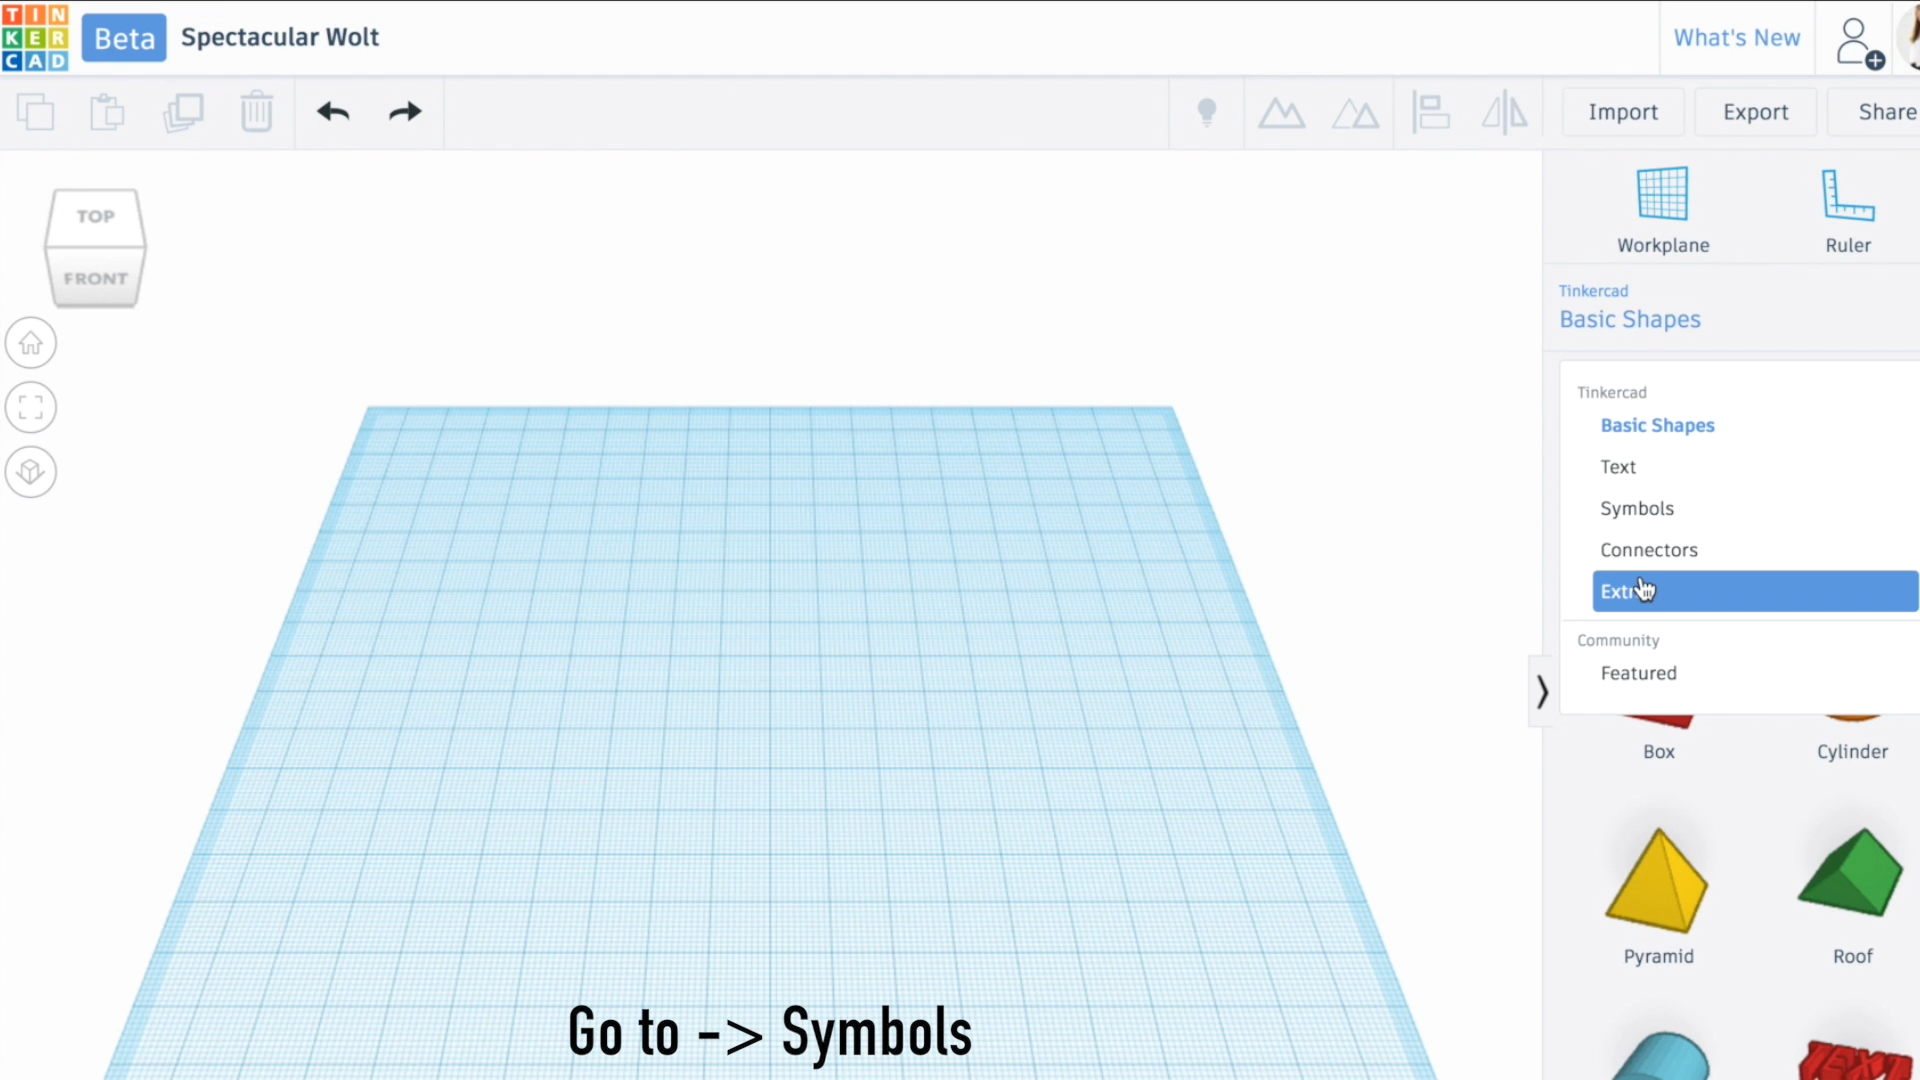 TIN
KER
CAD
Beta
Spectacular Wolt
What's New
Import
Export
Share
TOP
FRONT
Workplane
Ruler
Tinkercad
Basic Shapes
Tinkercad
Basic Shapes
Text
Symbols
Connectors
Community
Featured
Box
Cylinder
Pyramid
Roof
TEXT
Go to -> Symbols